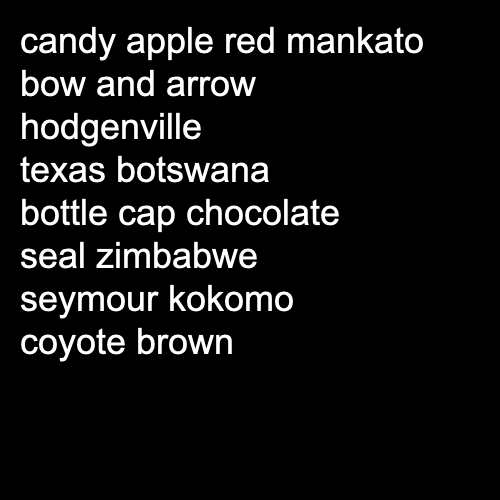 candy apple red mankato
bow and arrow
hodgenville
texas botswana
bottle cap chocolate
seal zimbabwe
seymour kokomo
coyote brown